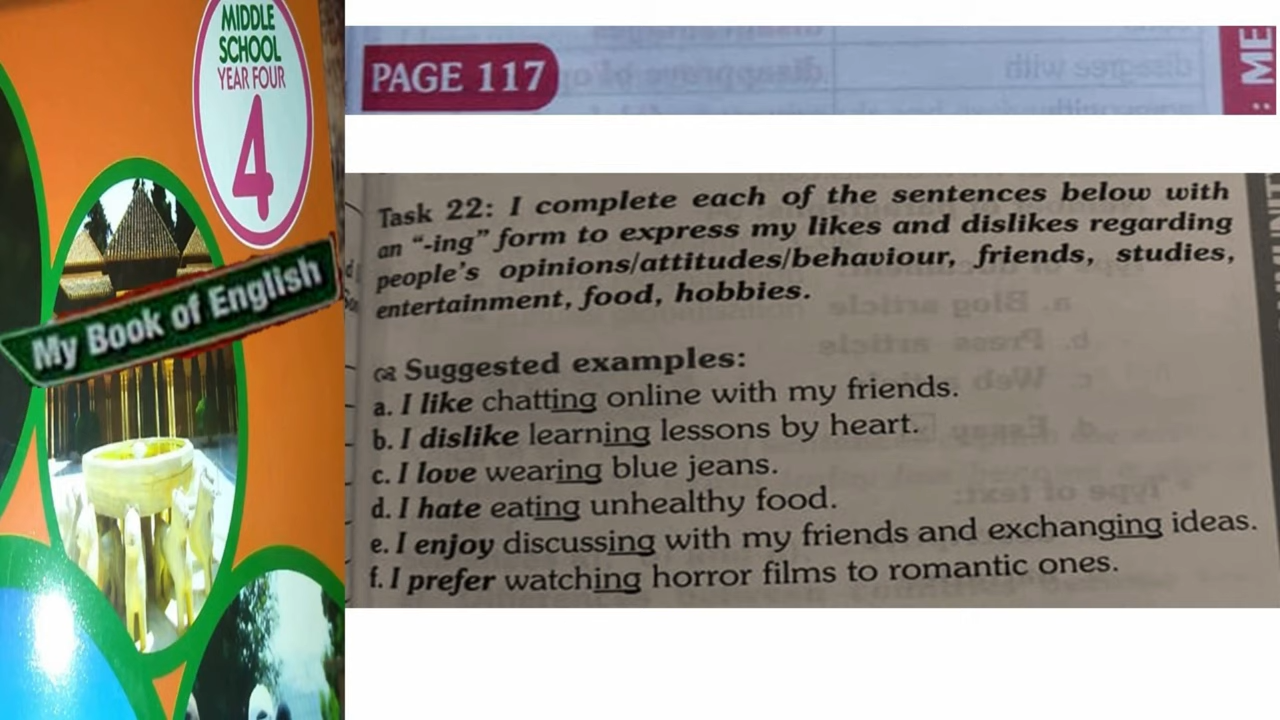 MIDDLE
SCHOOL
YEAR FOUR
4
My Book of English
PAGE 117
: ME
disagree with
Task 22: I complete each of the sentences below with
an “-ing” form to express my likes and dislikes regarding
people's opinions/attitudes/behaviour, friends, studies,
entertainment, food, hobbies.
Suggested examples:
a. I like chatting online with my friends.
b. I dislike learning lessons by heart.
c. I love wearing blue jeans.
d. I hate eating unhealthy food.
e. I enjoy discussing with my friends and exchanging ideas.
f. I prefer watching horror films to romantic ones.